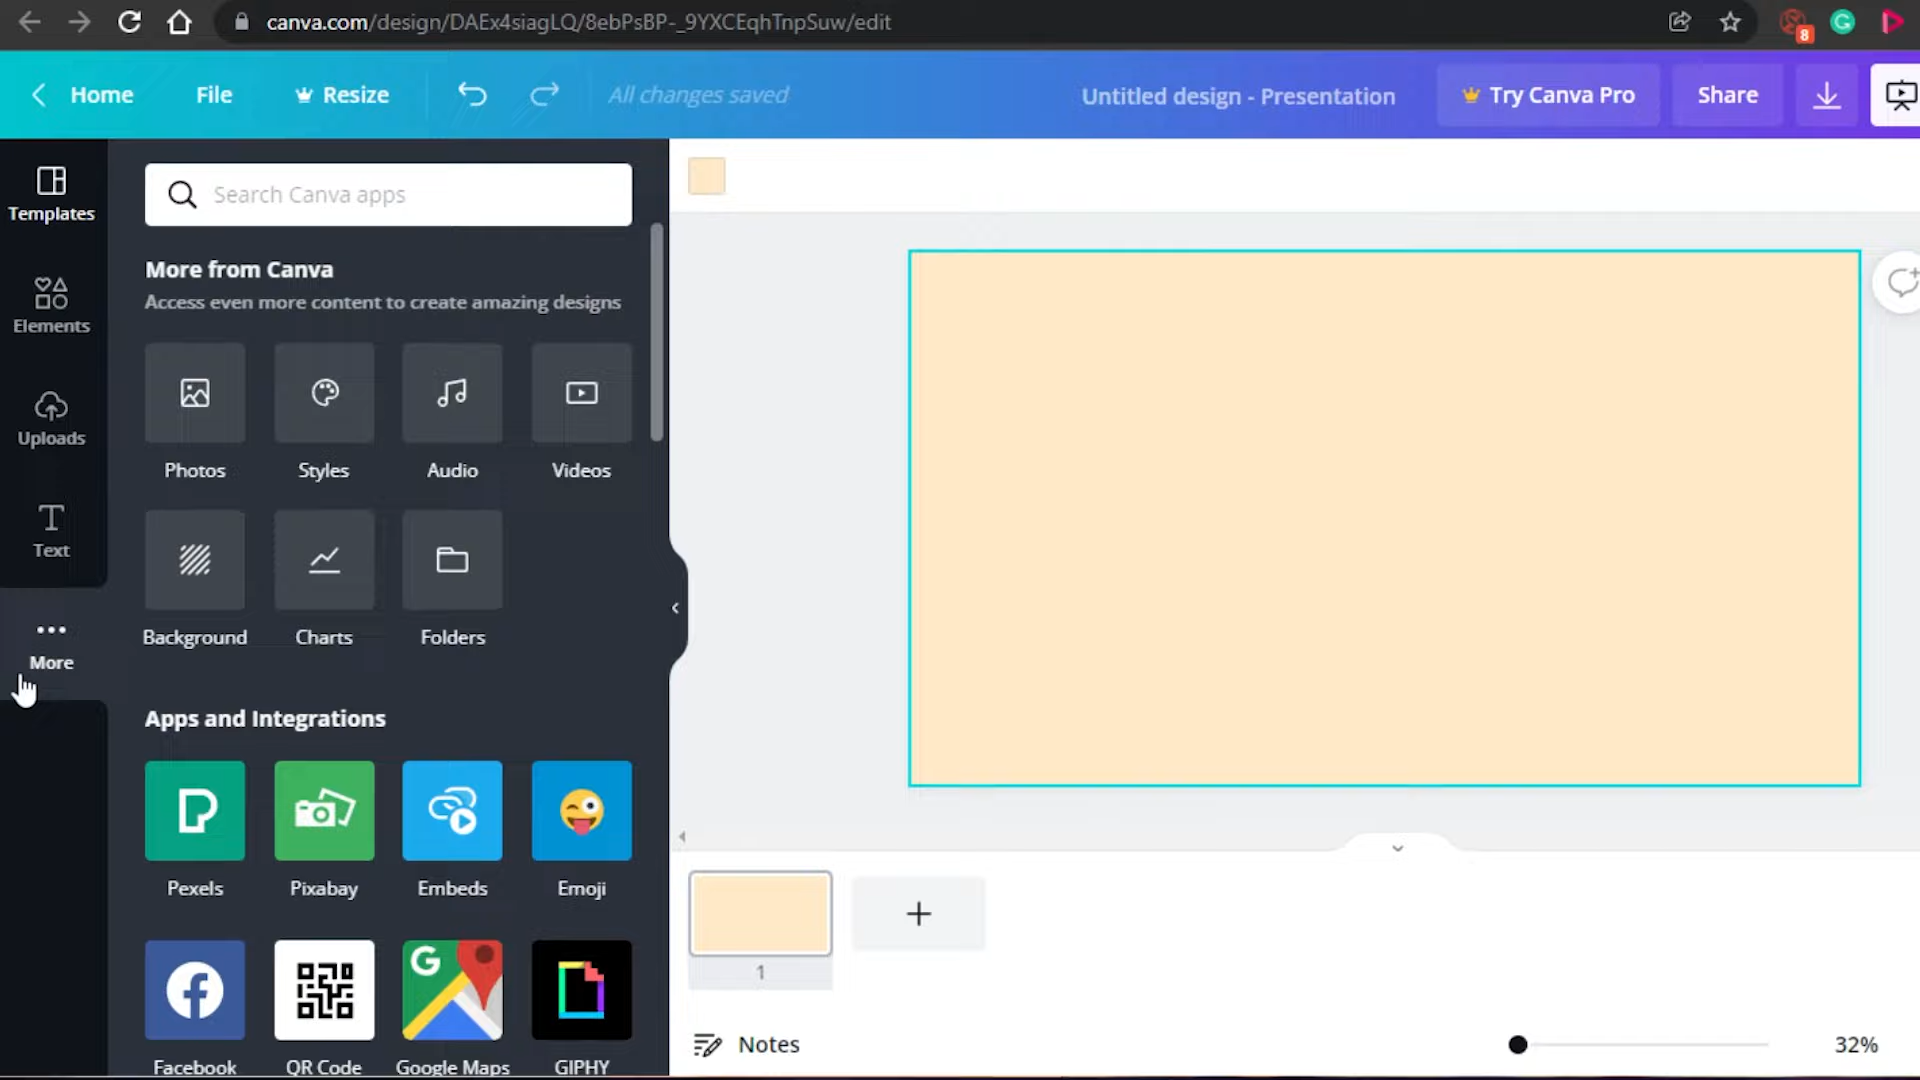 canva.com/design/DAEx4siagLQ/8ebPsBP-_9YXCEqhTnpSuw/edit
8
G
Home
File
Resize
All changes saved
Untitled design - Presentation
Try Canva Pro
Share
Templates
Elements
Uploads
Text
More
Search Canva apps
More from Canva
Access even more content to create amazing designs
Photos
Styles
Audio
Videos
Background
Charts
Folders
Apps and Integrations
Pexels
Pixabay
Embeds
Emoji
G
Facebook
QR Code
Google Maps
GIPHY
1
Notes
32%